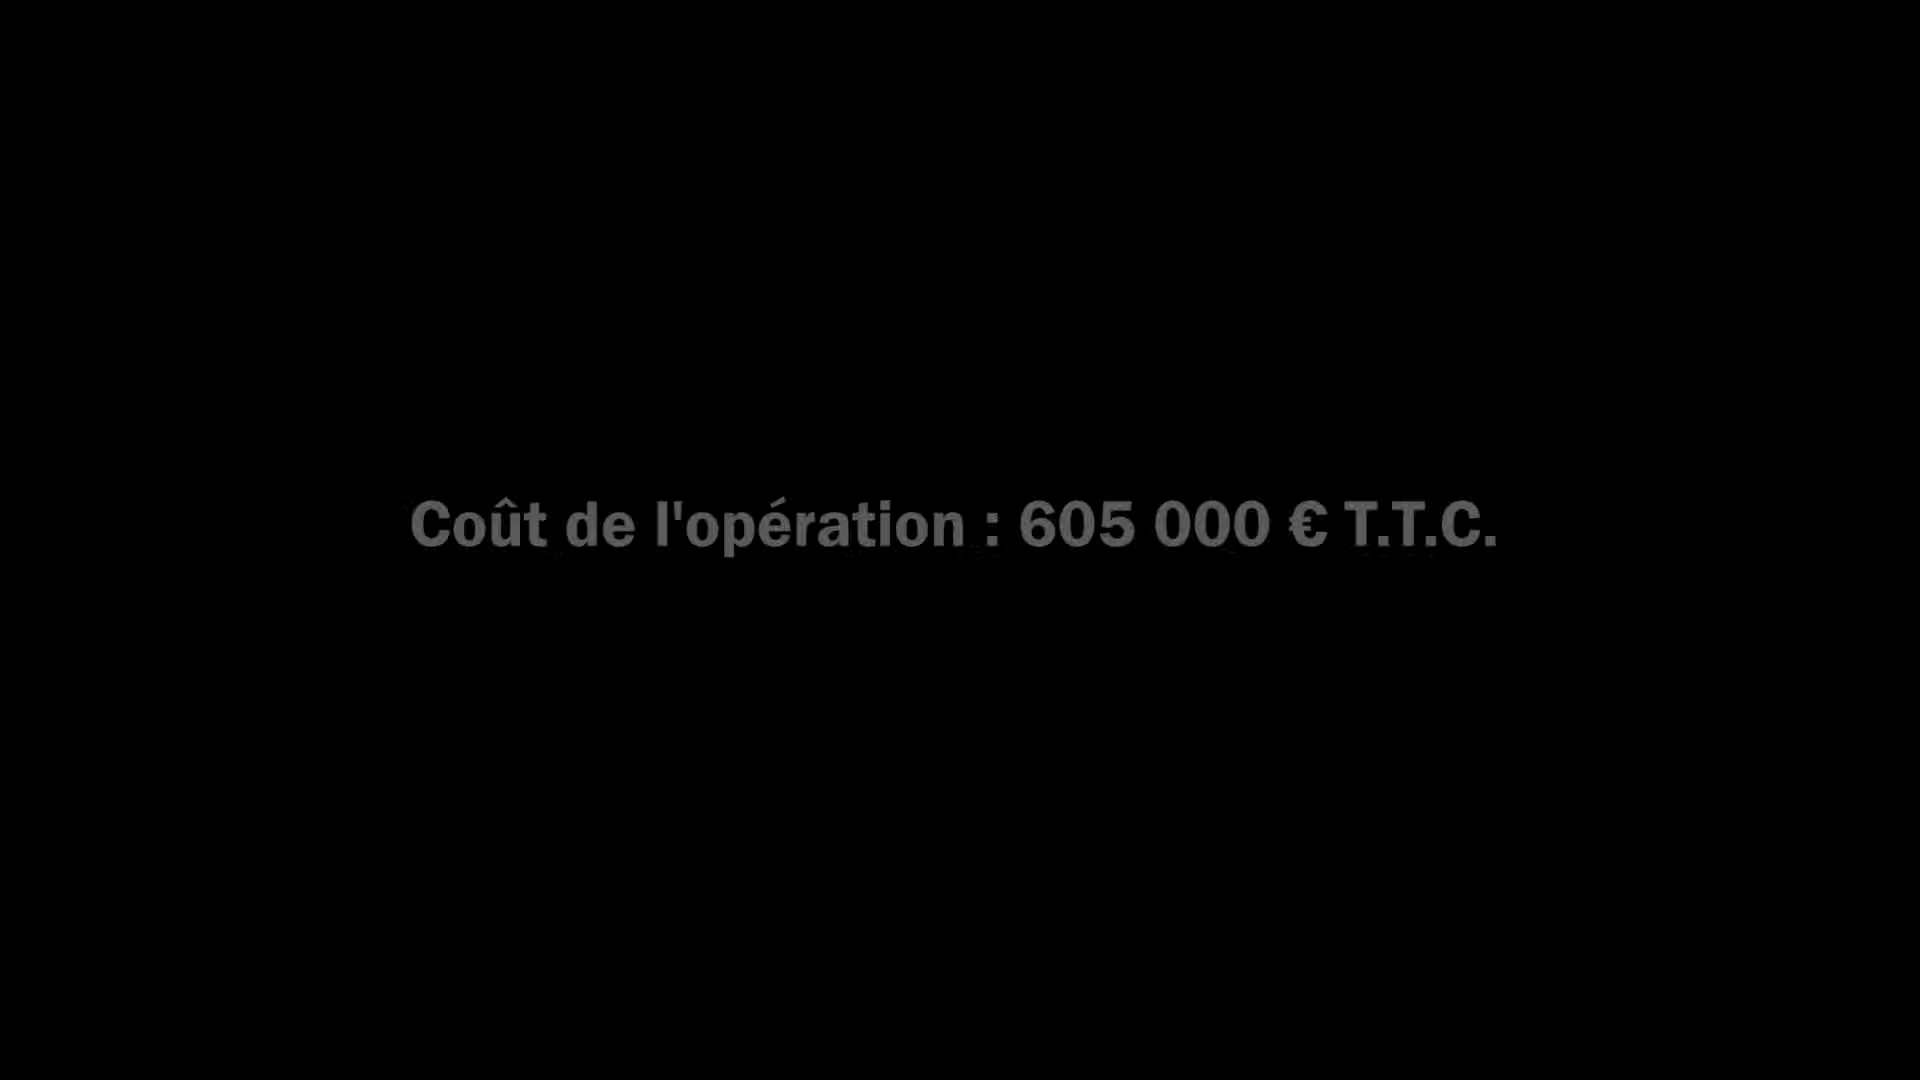 Coût de l'opération : 605 000 € T.T.C.